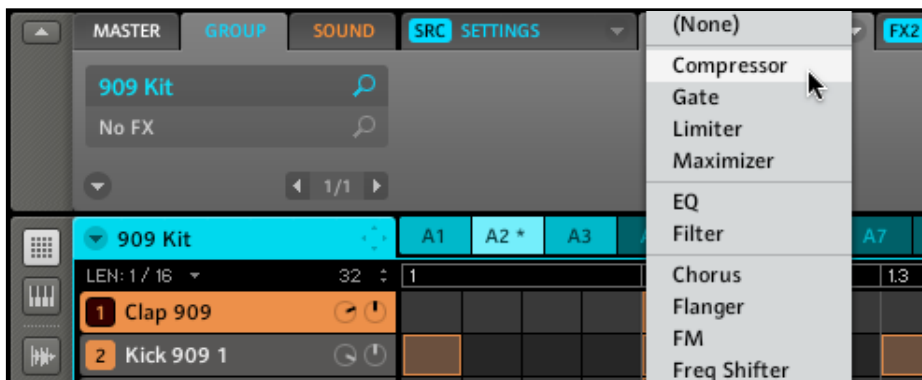 MASTER GROUP SOUND SRC SETTINGS FX2
(None)
Compressor
Gate
Limiter
Maximizer
EQ
Filter
Chorus
Flanger
FM
Freq Shifter
909 Kit
No FX
1/1
909 Kit A1 A2 * A3 A7
LEN: 1 / 16 32 1 1.3
1 Clap 909
2 Kick 909 1